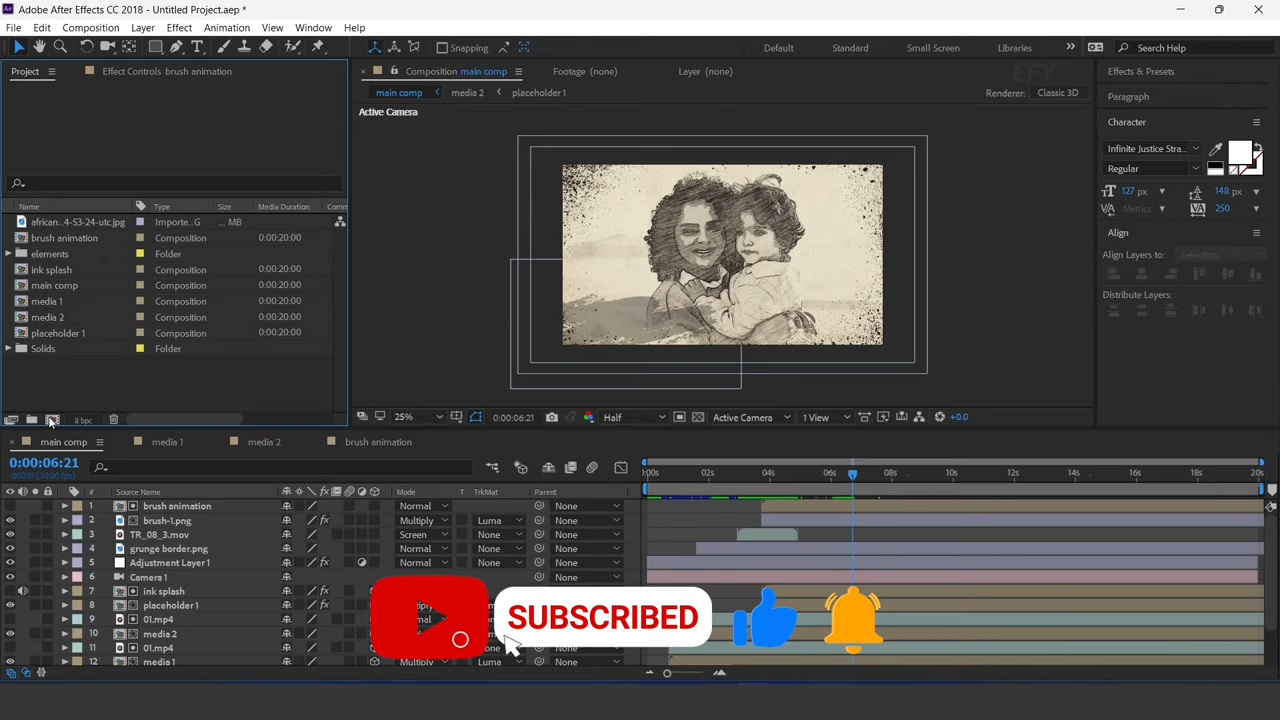 Adobe After Effects CC 2018 - Untitled Project.aep *
File Edit Composition Layer Effect Animation View Window Help
Snapping Default Standard Small Screen Libraries Search Help
Project Effect Controls brush animation
Composition main comp Footage (none) Layer (none)
EFY
Effects & Presets
main comp media 2 placeholder 1 Renderer: Classic 3D
Paragraph
Active Camera
Character
Infinite Justice Stra...
Regular
127 px 148 px
Metrics 250
Align
Align Layers to: Selection
Distribute Layers:
Name Type Size Media Duration Comm
african...4-S3-24-utc.jpg Importe...G ... MB
brush animation Composition 0:00:20:00
elements Folder
ink splash Composition 0:00:20:00
main comp Composition 0:00:20:00
media 1 Composition 0:00:20:00
media 2 Composition 0:00:20:00
placeholder 1 Composition 0:00:20:00
Solids Folder
8 bpc
25% 0:00:06:21 Half Active Camera 1 View +0.0
main comp media 1 media 2 brush animation
0:00:06:21
00201 (30.00 fps)
:00s 02s 04s 06s 08s 10s 12s 14s 16s 18s 20s
# Source Name Mode T TrkMat Parent
1 brush animation Normal None
2 brush-1.png Multiply Luma None
3 TR_08_3.mov Screen None None
4 grunge border.png Normal None None
5 Adjustment Layer 1 Normal None None
6 Camera 1 None
7 ink splash
8 placeholder 1
9 01.mp4
10 media 2
11 01.mp4
12 media 1 Multiply Luma None
SUBSCRIBED